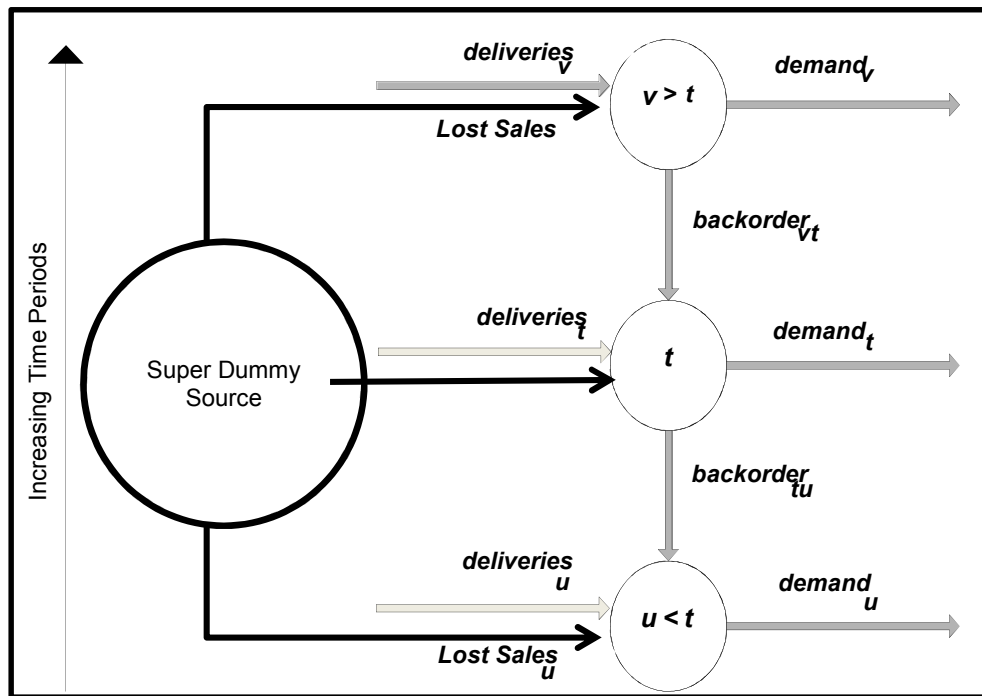 deliveries v
demand v
v > t
Lost Sales
backorder vt
Increasing Time Periods
deliveries t
demand t
t
Super Dummy
Source
backorder tu
deliveries u
demand u
u < t
Lost Sales u